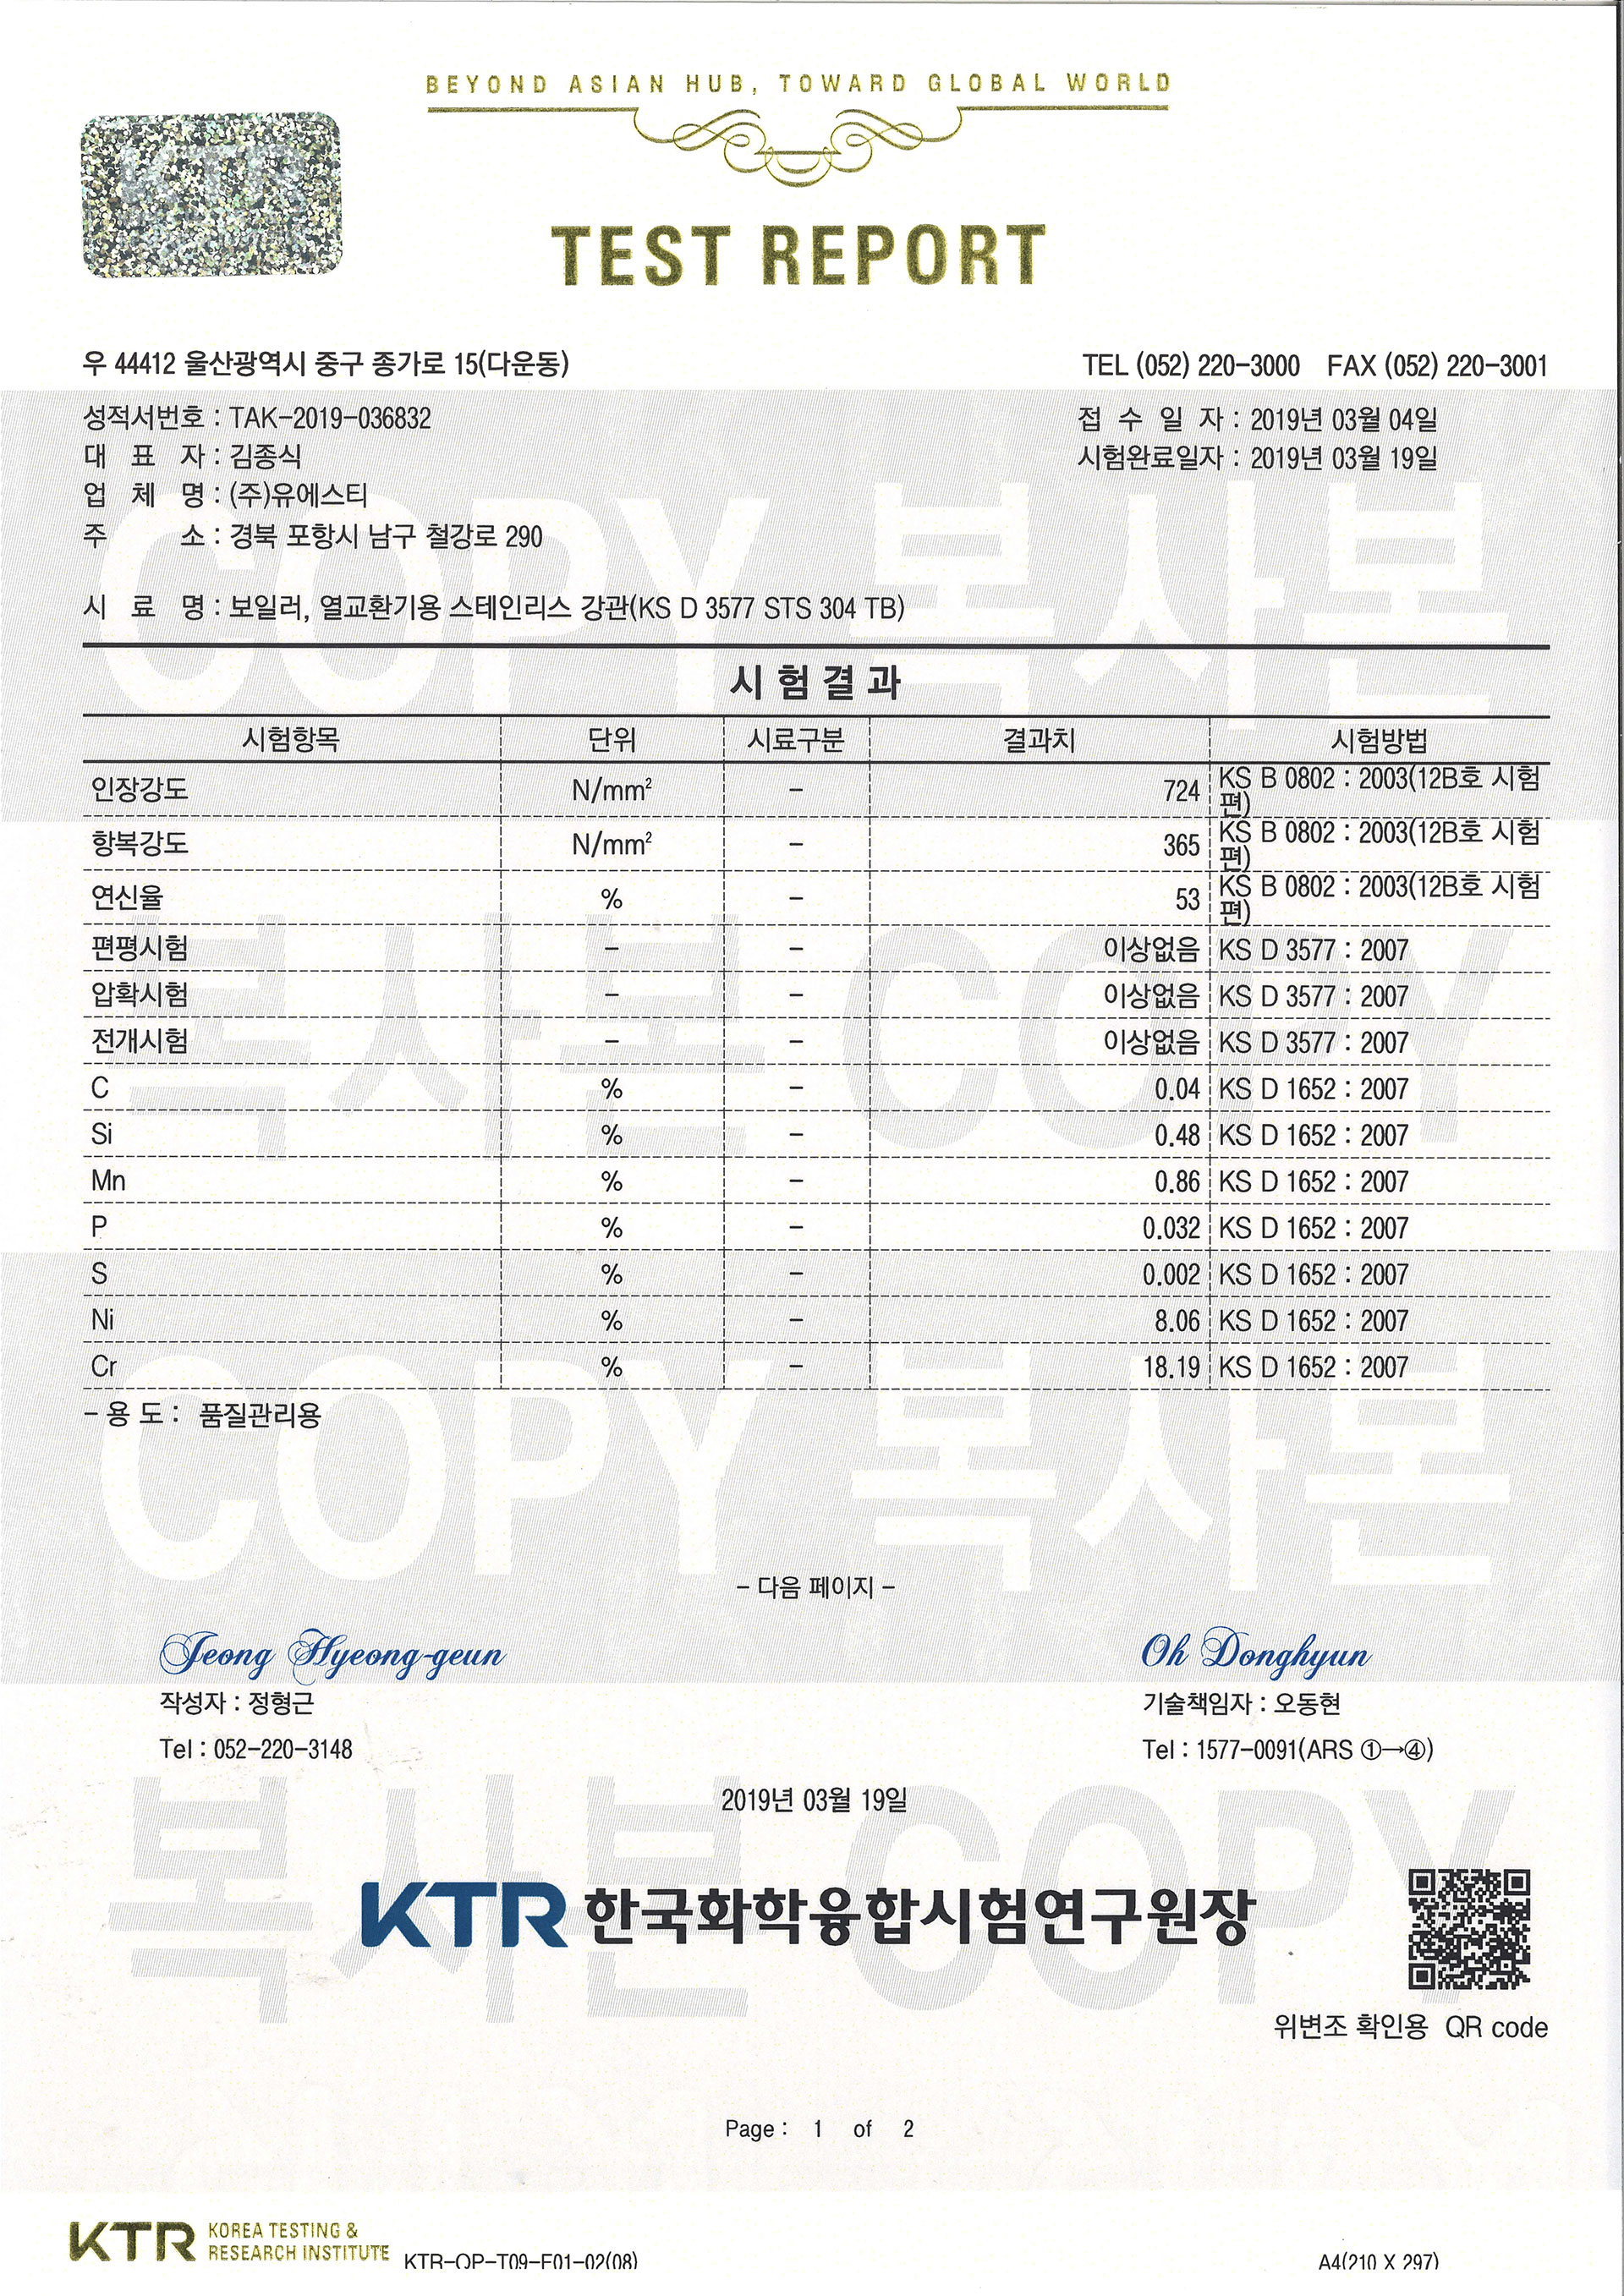 BEYOND ASIAN HUB, TOWARD GLOBAL WORLD
KTR
TEST REPORT
우 44412 울산광역시 중구 종가로 15(다운동) TEL (052) 220-3000 FAX (052) 220-3001
성적서번호 : TAK-2019-036832 접 수 일 자 : 2019년 03월 04일
대 표 자 : 김종식 시험완료일자 : 2019년 03월 19일
업 체 명 : (주)유에스티
주 소 : 경북 포항시 남구 철강로 290
COPY 복사본
시 료 명 : 보일러, 열교환기용 스테인리스 강관(KS D 3577 STS 304 TB)
시 험 결 과
시험항목 단위 시료구분 결과치 시험방법
인장강도 N/mm² - 724 KS B 0802 : 2003(12B호 시험
편)
항복강도 N/mm² - 365 KS B 0802 : 2003(12B호 시험
편)
연신율 % - 53 KS B 0802 : 2003(12B호 시험
편)
편평시험 - - 이상없음 KS D 3577 : 2007
압확시험 - - 이상없음 KS D 3577 : 2007
전개시험 - - 이상없음 KS D 3577 : 2007
복사본 COPY
C % - 0.04 KS D 1652 : 2007
Si % - 0.48 KS D 1652 : 2007
Mn % - 0.86 KS D 1652 : 2007
P % - 0.032 KS D 1652 : 2007
S % - 0.002 KS D 1652 : 2007
Ni % - 8.06 KS D 1652 : 2007
Cr % - 18.19 KS D 1652 : 2007
- 용 도 : 품질관리용
COPY 복사본
- 다음 페이지 -
Jeong Hyeong-geun Oh Donghyun
작성자 : 정형근 기술책임자 : 오동현
Tel : 052-220-3148 Tel : 1577-0091(ARS ①→④)
2019년 03월 19일
복사본 COPY
KTR 한국화학융합시험연구원장
위변조 확인용 QR code
Page : 1 of 2
KTR KOREA TESTING &
RESEARCH INSTITUTE KTR-QP-T09-F01-02(08) A4(210 X 297)